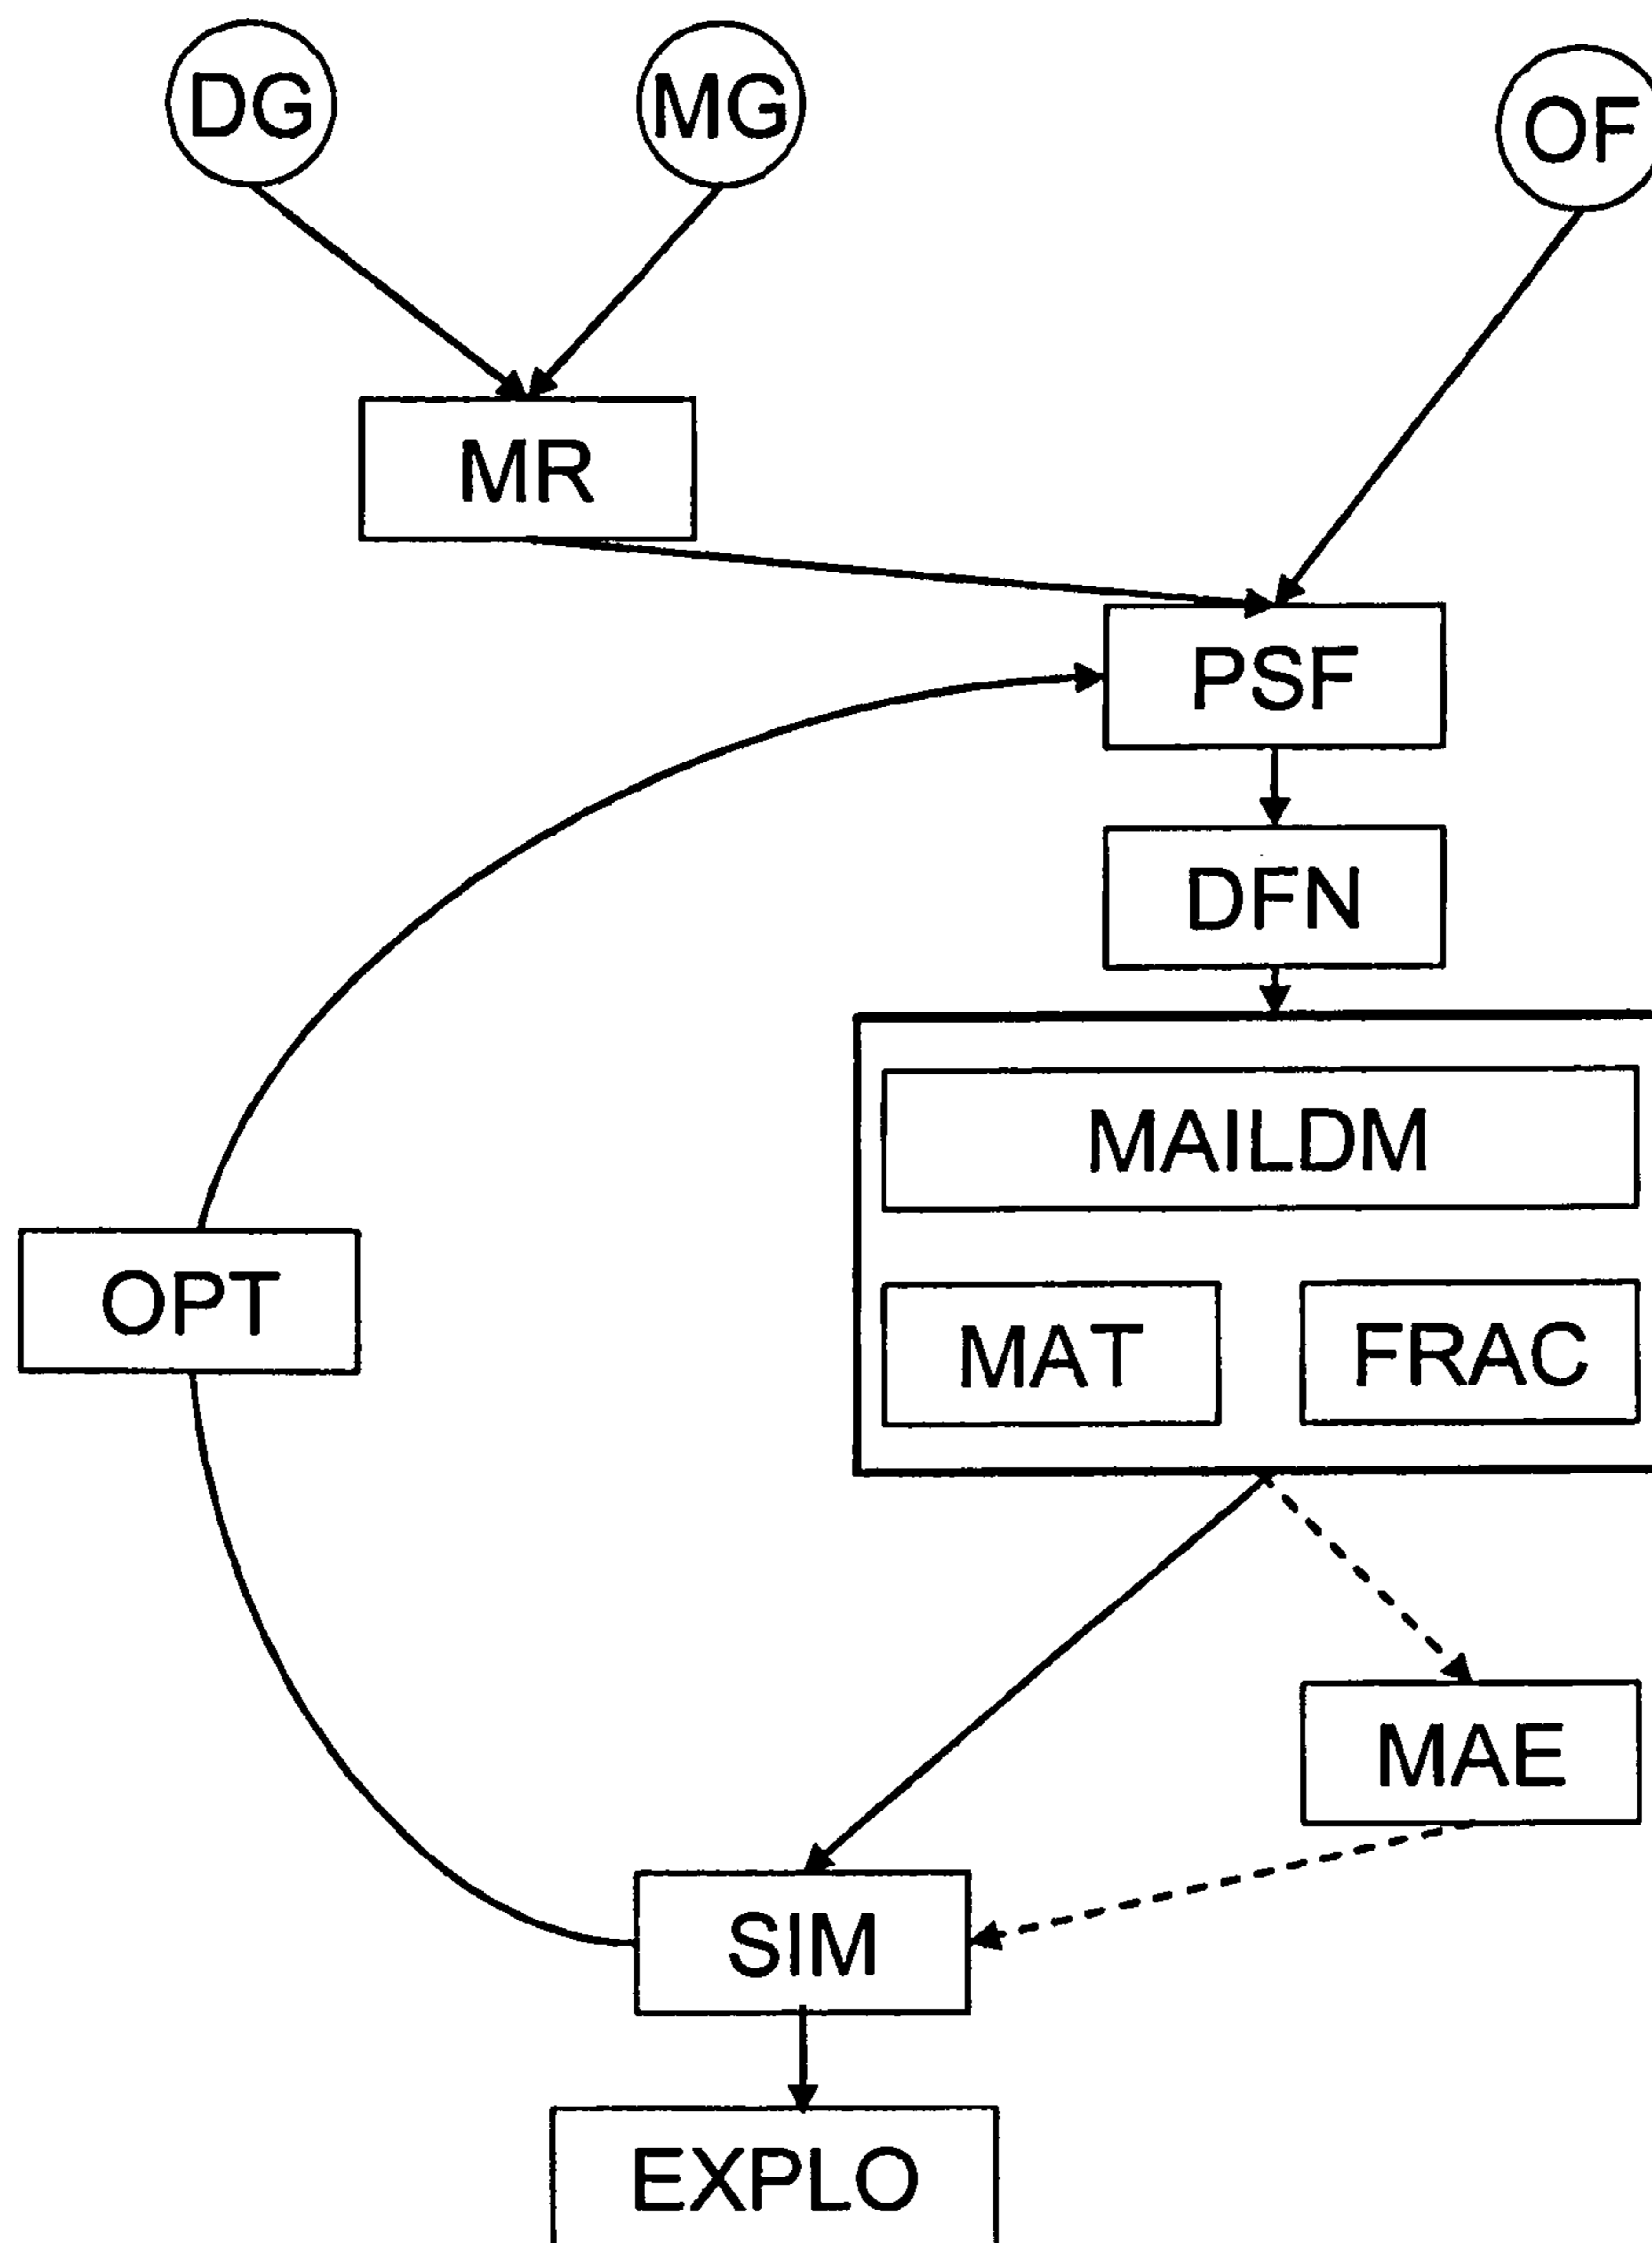 DG MG OF
MR
PSF
DFN
MAILDM
OPT
MAT FRAC
MAE
SIM
EXPLO